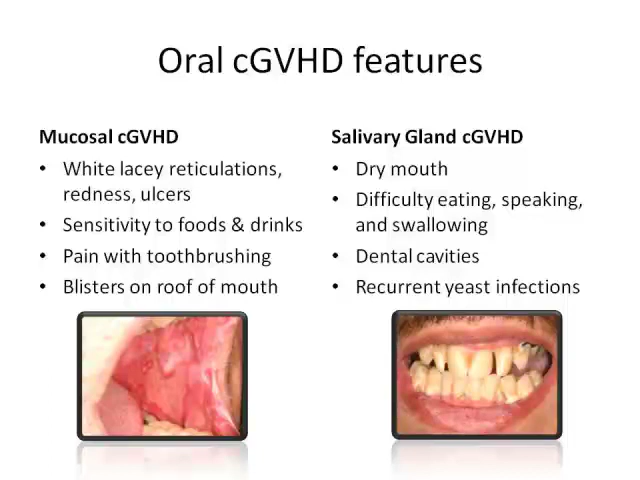 Oral cGVHD features
Mucosal cGVHD
• White lacey reticulations,
redness, ulcers
• Sensitivity to foods & drinks
• Pain with toothbrushing
• Blisters on roof of mouth
Salivary Gland cGVHD
• Dry mouth
• Difficulty eating, speaking,
and swallowing
• Dental cavities
• Recurrent yeast infections